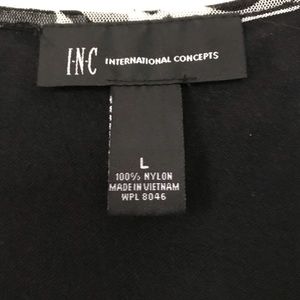 I·N·C INTERNATIONAL CONCEPTS
L
100% NYLON
MADE IN VIETNAM
WPL 8046